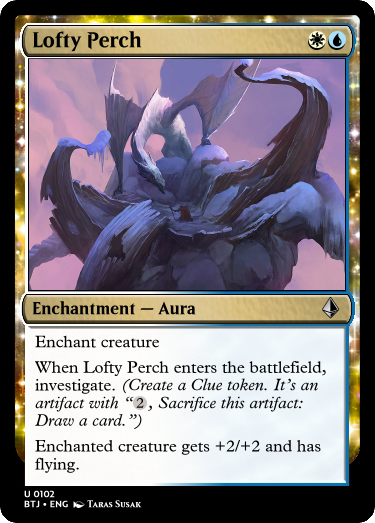 Lofty Perch
Enchantment — Aura
Enchant creature
When Lofty Perch enters the battlefield,
investigate. (Create a Clue token. It's an
artifact with “2, Sacrifice this artifact:
Draw a card.”)
Enchanted creature gets +2/+2 and has
flying.
U 0102
BTJ • ENG Taras Susak